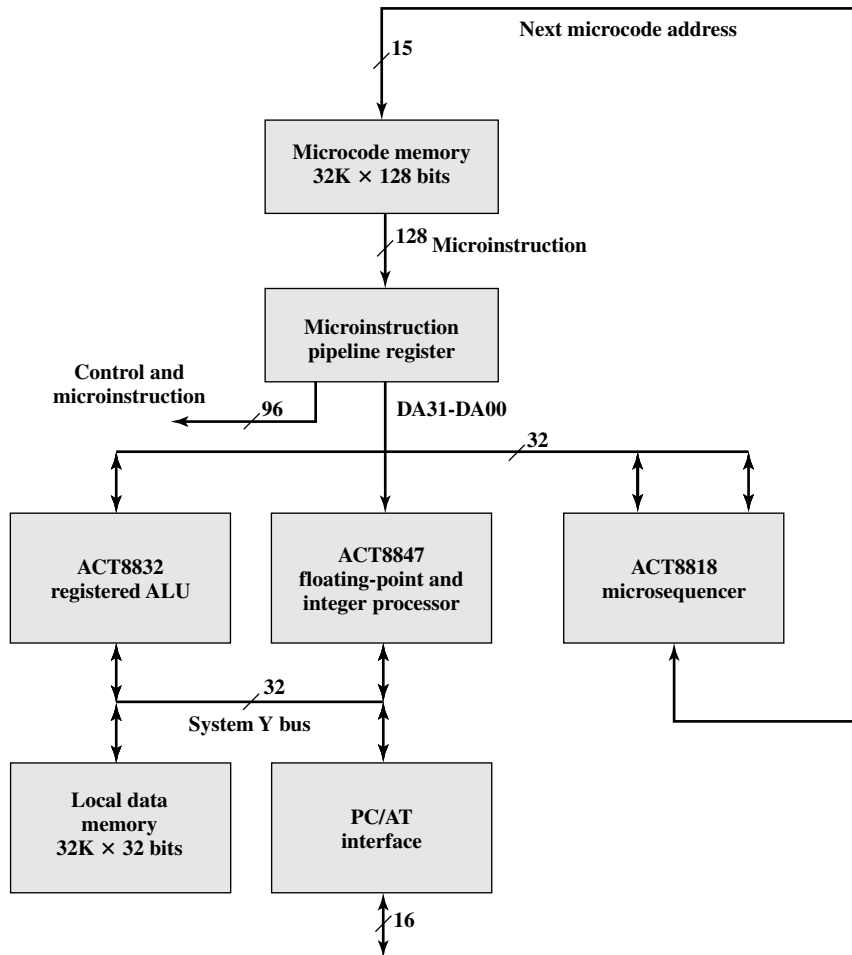 Next microcode address
15
Microcode memory
32K × 128 bits
128
Microinstruction
Microinstruction
pipeline register
Control and
microinstruction
96
DA31-DA00
32
ACT8832
registered ALU
ACT8847
floating-point and
integer processor
ACT8818
microsequencer
32
System Y bus
Local data
memory
32K × 32 bits
PC/AT
interface
16